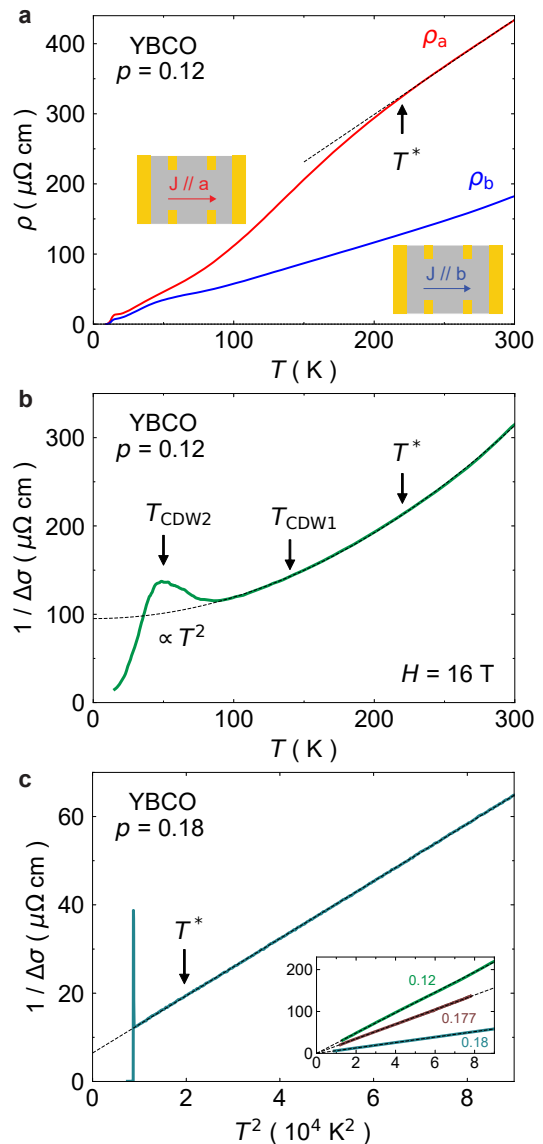 a
YBCO
p = 0.12
ρa
T*
ρb
J // a
J // b
ρ ( μΩ cm )
400
300
200
100
0
0 100 200 300
T ( K )
b
YBCO
p = 0.12
T*
TCDW2
TCDW1
∝ T²
H = 16 T
1 / Δσ ( μΩ cm )
300
200
100
0
0 100 200 300
T ( K )
c
YBCO
p = 0.18
T*
1 / Δσ ( μΩ cm )
60
40
20
0
0 2 4 6 8
T² (10⁴ K²)
200
100
0
0 2 4 6 8
0.12
0.177
0.18